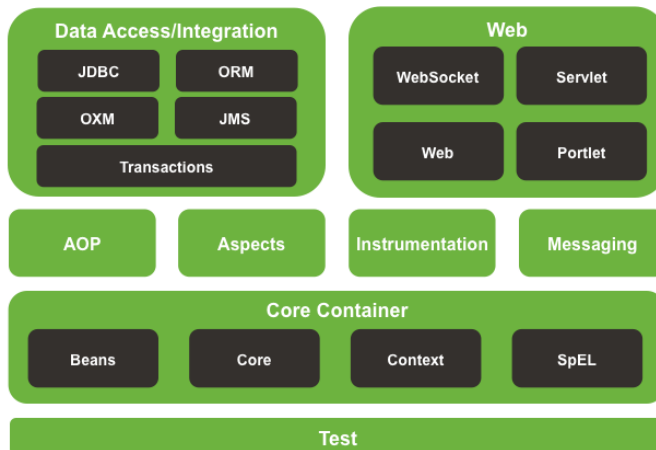 Data Access/Integration
JDBC
ORM
OXM
JMS
Transactions
Web
WebSocket
Servlet
Web
Portlet
AOP
Aspects
Instrumentation
Messaging
Core Container
Beans
Core
Context
SpEL
Test